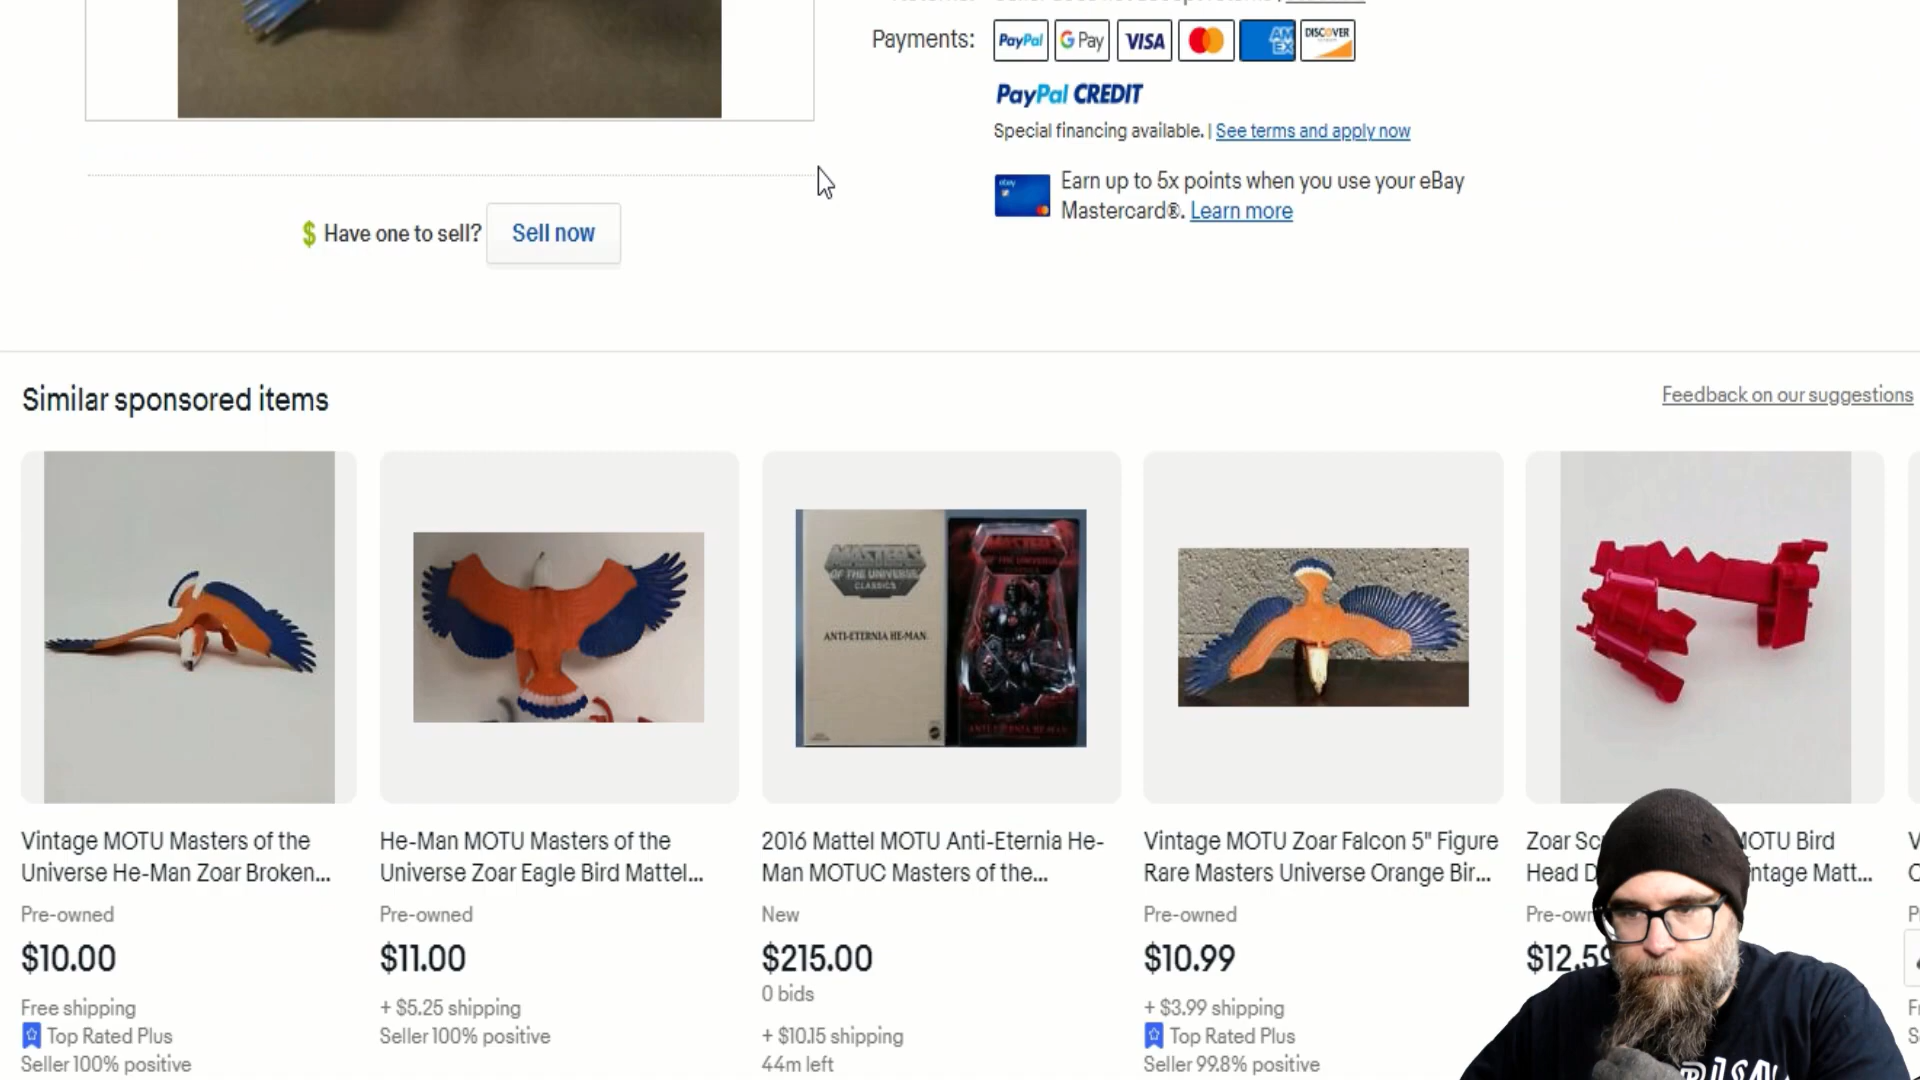 Payments: PayPal G Pay VISA AM EX DISCOVER
PayPal CREDIT
Special financing available. | See terms and apply now
ebay
Earn up to 5x points when you use your eBay
Mastercard®. Learn more
$ Have one to sell? Sell now
Similar sponsored items
Feedback on our suggestions
MASTERS
OF THE UNIVERSE
CLASSICS
ANTI-ETERNIA HE-MAN
Vintage MOTU Masters of the
Universe He-Man Zoar Broken...
Pre-owned
$10.00
Free shipping
Top Rated Plus
Seller 100% positive
He-Man MOTU Masters of the
Universe Zoar Eagle Bird Mattel...
Pre-owned
$11.00
+ $5.25 shipping
Seller 100% positive
2016 Mattel MOTU Anti-Eternia He-
Man MOTUC Masters of the...
New
$215.00
0 bids
+ $10.15 shipping
44m left
Vintage MOTU Zoar Falcon 5" Figure
Rare Masters Universe Orange Bir...
Pre-owned
$10.99
+ $3.99 shipping
Top Rated Plus
Seller 99.8% positive
Zoar MOTU Bird
Head Matt...
$12.59